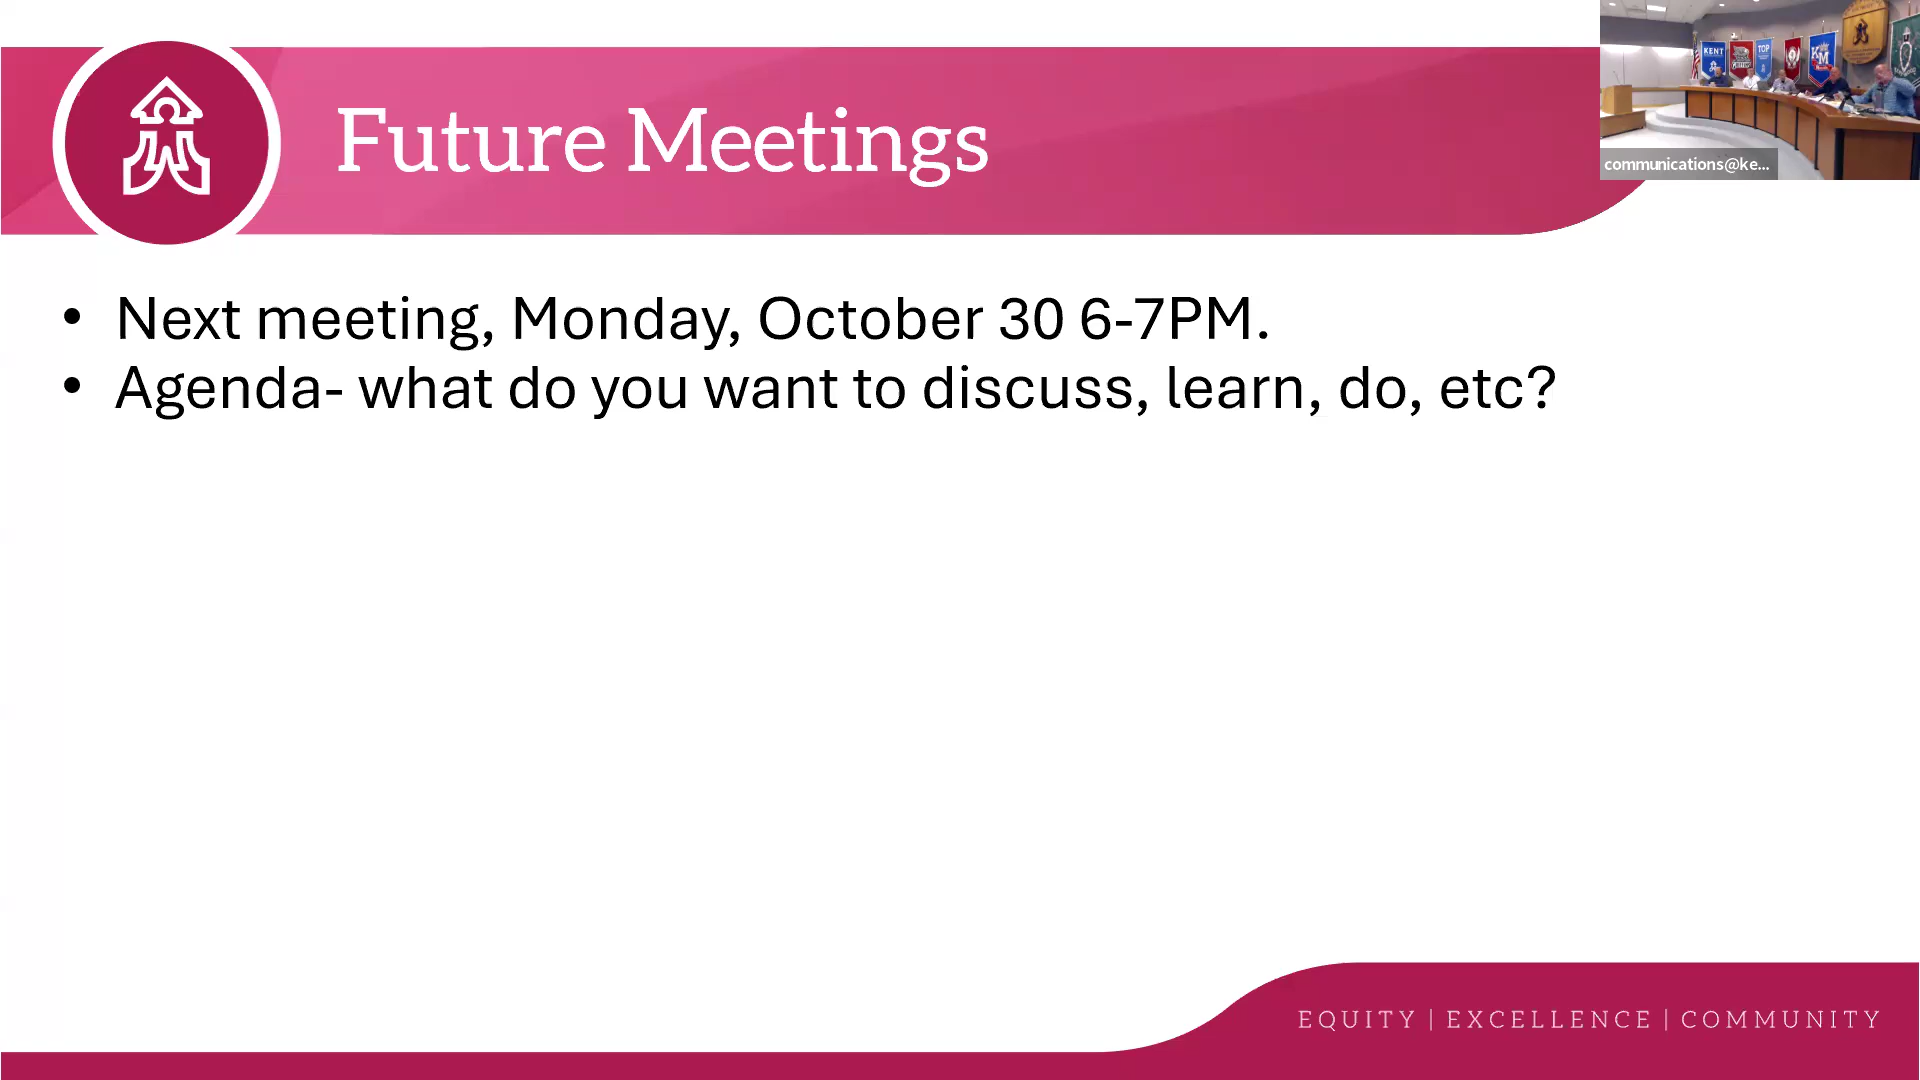 Future Meetings
KENT
TOP
KM
communications@ke...
• Next meeting, Monday, October 30 6-7PM.
• Agenda- what do you want to discuss, learn, do, etc?
EQUITY | EXCELLENCE | COMMUNITY